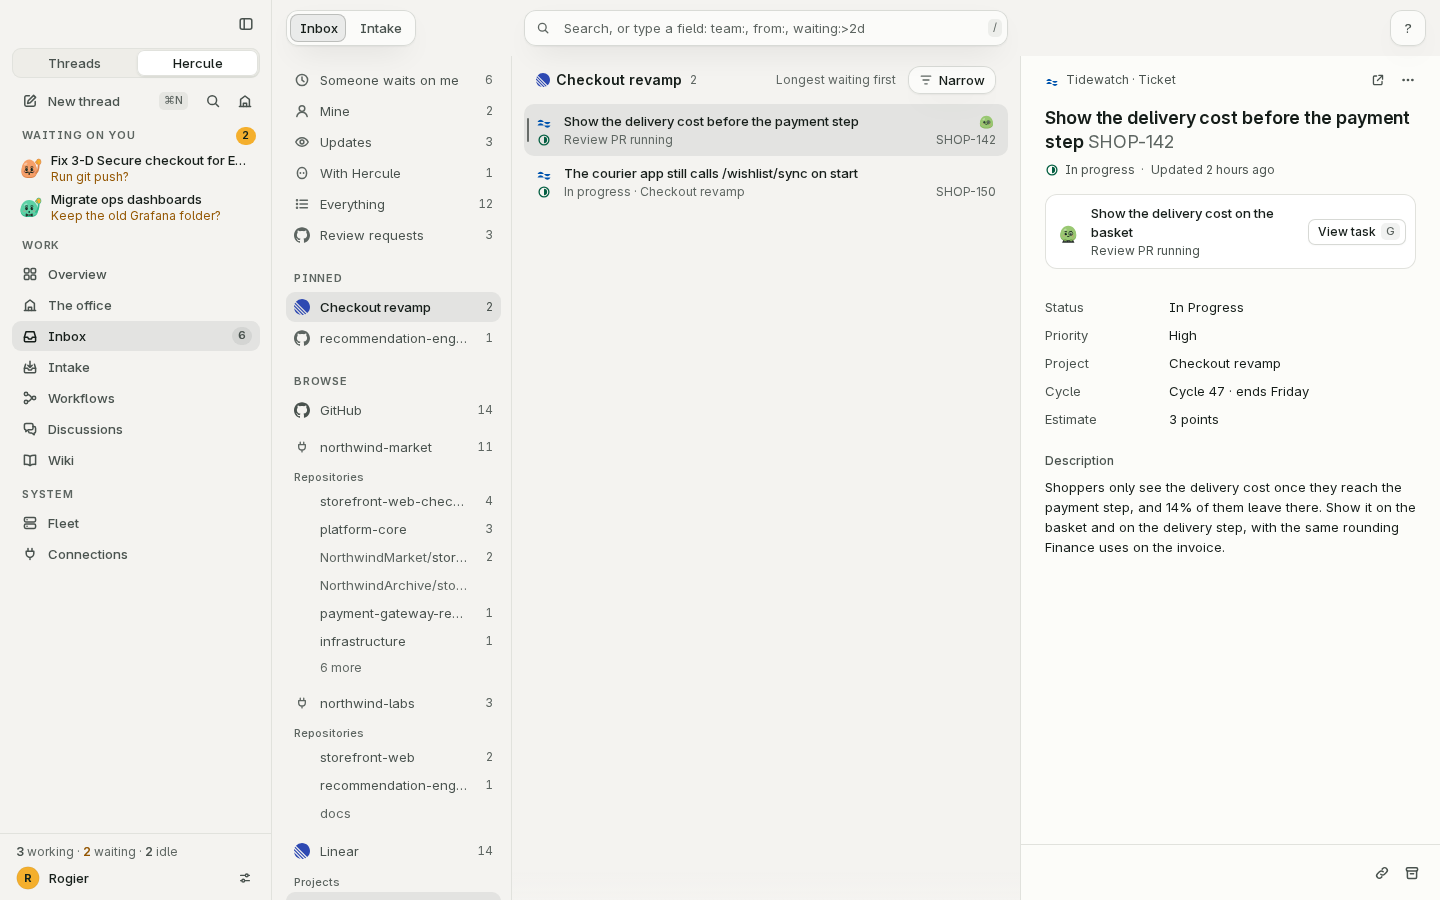 Threads
Hercule
New thread
⌘N
WAITING ON YOU
2
Fix 3-D Secure checkout for E…
Run git push?
Migrate ops dashboards
Keep the old Grafana folder?
WORK
Overview
The office
Inbox
6
Intake
Workflows
Discussions
Wiki
SYSTEM
Fleet
Connections
3 working · 2 waiting · 2 idle
R
Rogier
Inbox
Intake
Someone waits on me
6
Mine
2
Updates
3
With Hercule
1
Everything
12
Review requests
3
PINNED
Checkout revamp
2
recommendation-eng…
1
BROWSE
GitHub
14
northwind-market
11
Repositories
storefront-web-chec…
4
platform-core
3
NorthwindMarket/stor…
2
NorthwindArchive/sto…
payment-gateway-re…
1
infrastructure
1
6 more
northwind-labs
3
Repositories
storefront-web
2
recommendation-eng…
1
docs
Linear
14
Projects
Search, or type a field: team:, from:, waiting:>2d
/
?
Checkout revamp 2
Longest waiting first
Narrow
Show the delivery cost before the payment step
Review PR running
SHOP-142
The courier app still calls /wishlist/sync on start
In progress · Checkout revamp
SHOP-150
Tidewatch · Ticket
Show the delivery cost before the payment
step SHOP-142
In progress · Updated 2 hours ago
Show the delivery cost on the
basket
Review PR running
View task G
Status
In Progress
Priority
High
Project
Checkout revamp
Cycle
Cycle 47 · ends Friday
Estimate
3 points
Description
Shoppers only see the delivery cost once they reach the
payment step, and 14% of them leave there. Show it on the
basket and on the delivery step, with the same rounding
Finance uses on the invoice.